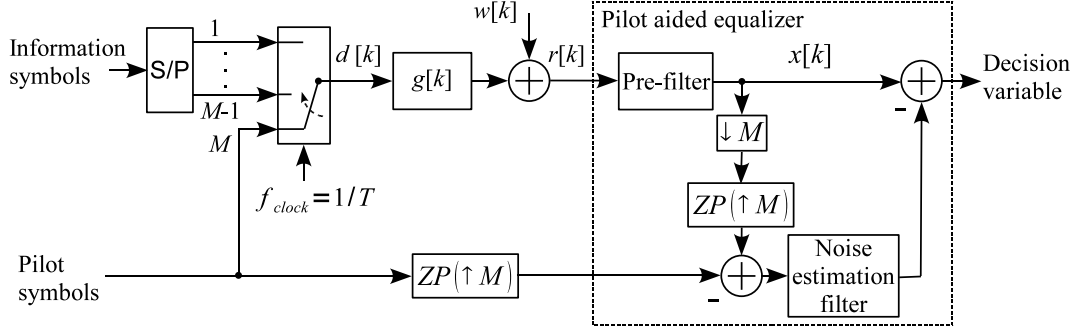 w[k]
Pilot aided equalizer
Information
symbols
S/P
1
.
.
.
M-1
M
d[k]
g[k]
+
r[k]
Pre-filter
x[k]
+
-
Decision
variable
↓ M
f_clock = 1/T
ZP(↑ M)
Pilot
symbols
ZP(↑ M)
+
-
Noise
estimation
filter